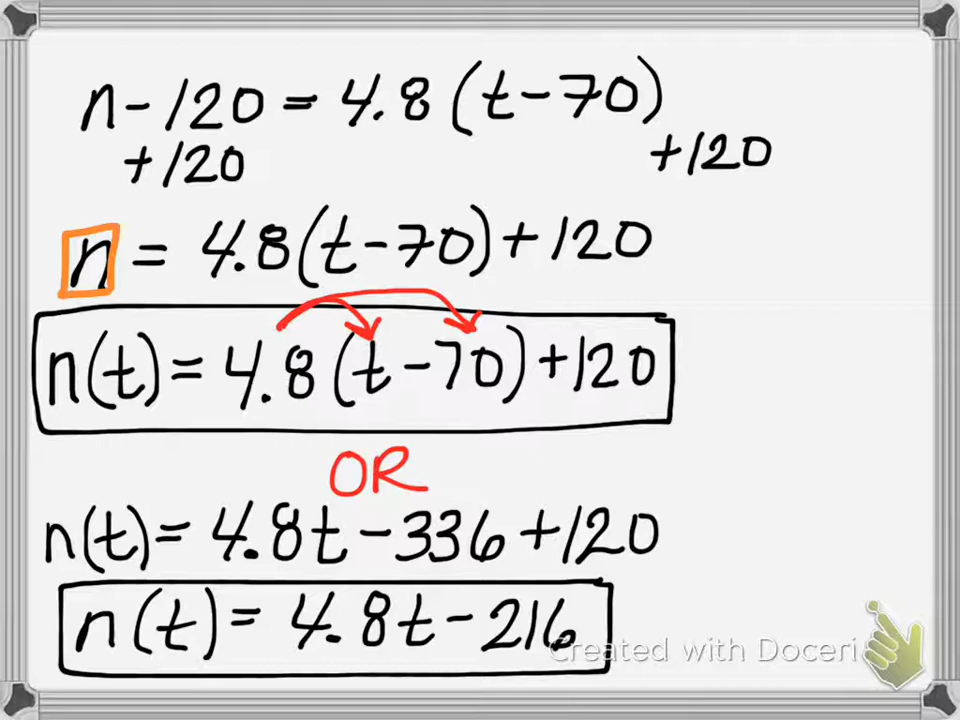 n - 120 = 4.8 (t - 70)
+120 +120
n = 4.8(t - 70) + 120
n(t) = 4.8 (t - 70) + 120
OR
n(t) = 4.8t - 336 + 120
n(t) = 4.8t - 216
Created with Doceri